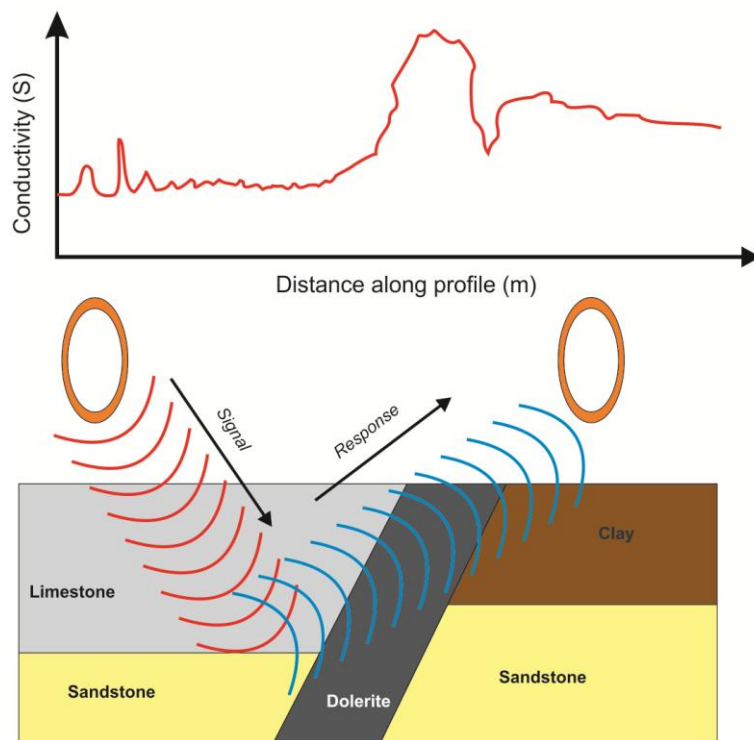 Conductivity (S)
Distance along profile (m)
Signal
Response
Clay
Limestone
Sandstone
Dolerite
Sandstone